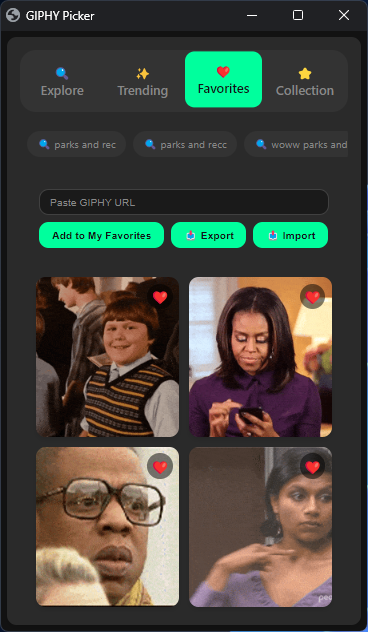 GIPHY Picker
Explore
Trending
Favorites
Collection
parks and rec
parks and recc
woww parks and
Paste GIPHY URL
Add to My Favorites
Export
Import